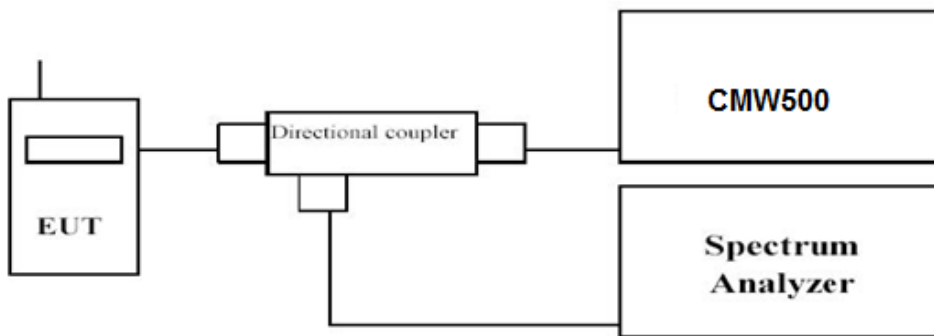 CMW500
Directional coupler
EUT
Spectrum
Analyzer